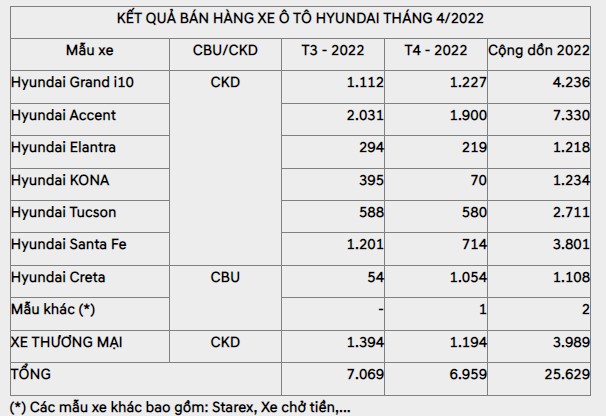 KẾT QUẢ BÁN HÀNG XE Ô TÔ HYUNDAI THÁNG 4/2022
Mẫu xe CBU/CKD T3 - 2022 T4 - 2022 Cộng dồn 2022
Hyundai Grand i10 CKD 1.112 1.227 4.236
Hyundai Accent 2.031 1.900 7.330
Hyundai Elantra 294 219 1.218
Hyundai KONA 395 70 1.234
Hyundai Tucson 588 580 2.711
Hyundai Santa Fe 1.201 714 3.801
Hyundai Creta CBU 54 1.054 1.108
Mẫu khác (*) - 1 2
XE THƯƠNG MẠI CKD 1.394 1.194 3.989
TỔNG 7.069 6.959 25.629
(*) Các mẫu xe khác bao gồm: Starex, Xe chở tiền,...